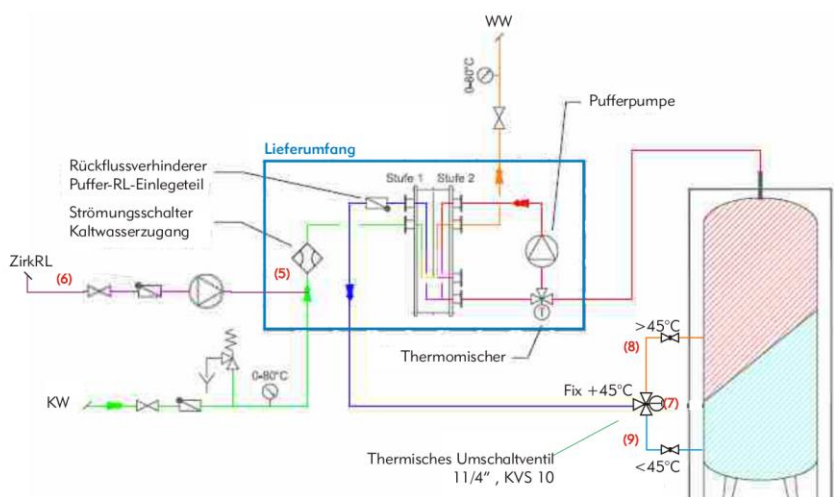 WW
0-80°C
Pufferpumpe
Lieferumfang
Rückflussverhinderer
Puffer-RL-Einlegeteil
Stufe 1 Stufe 2
Strömungsschalter
Kaltwasserzugang
ZirkRL
(6)
(5)
>45°C
(8)
Thermomischer
0-80°C
Fix +45°C
(7)
KW
(9)
Thermisches Umschaltventil
11/4“ , KVS 10
<45°C
T